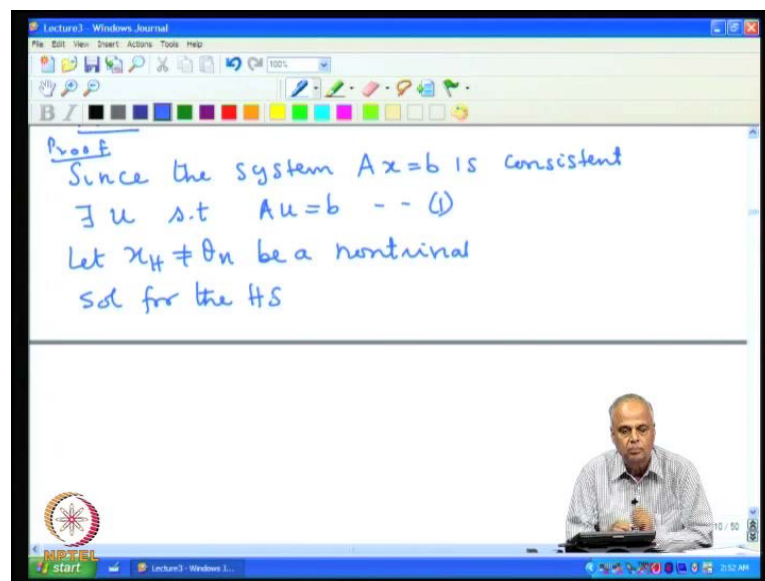 Lecture3 - Windows Journal
File Edit View Insert Actions Tools Help
100%
B I
Proof
Since the system Ax=b is consistent
∃ u s.t Au=b -- (1)
Let x_H ≠ θ_n be a nontrivial
sol for the HS
10 / 50
NPTEL
start
Lecture3 - Windows J...
2:52 AM